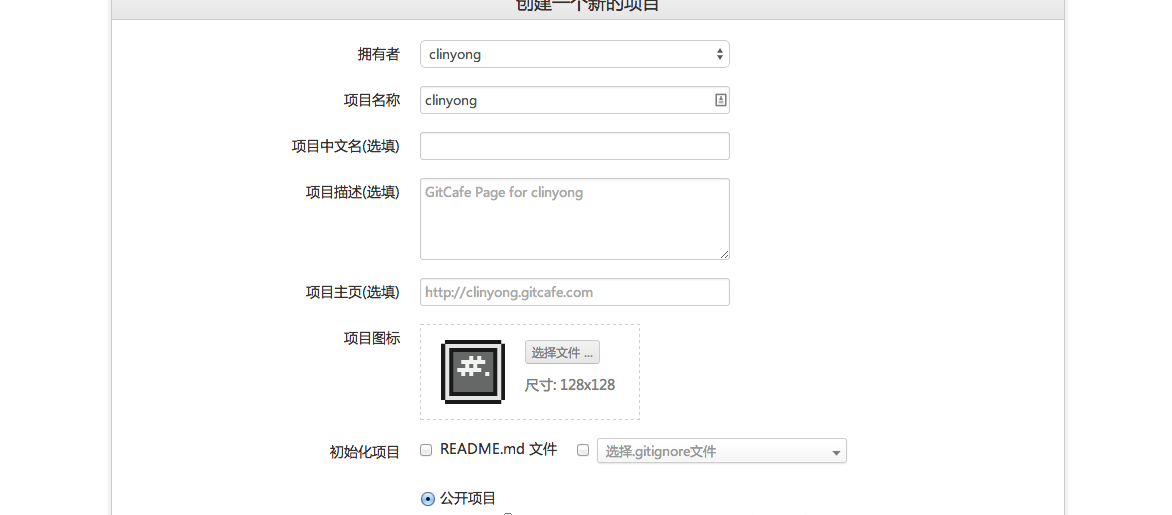 创建一个新的项目
拥有者 clinyong
项目名称 clinyong
项目中文名(选填)
项目描述(选填) GitCafe Page for clinyong
项目主页(选填) http://clinyong.gitcafe.com
项目图标 #. 选择文件 ...
尺寸: 128x128
初始化项目 README.md 文件 选择.gitignore文件
公开项目